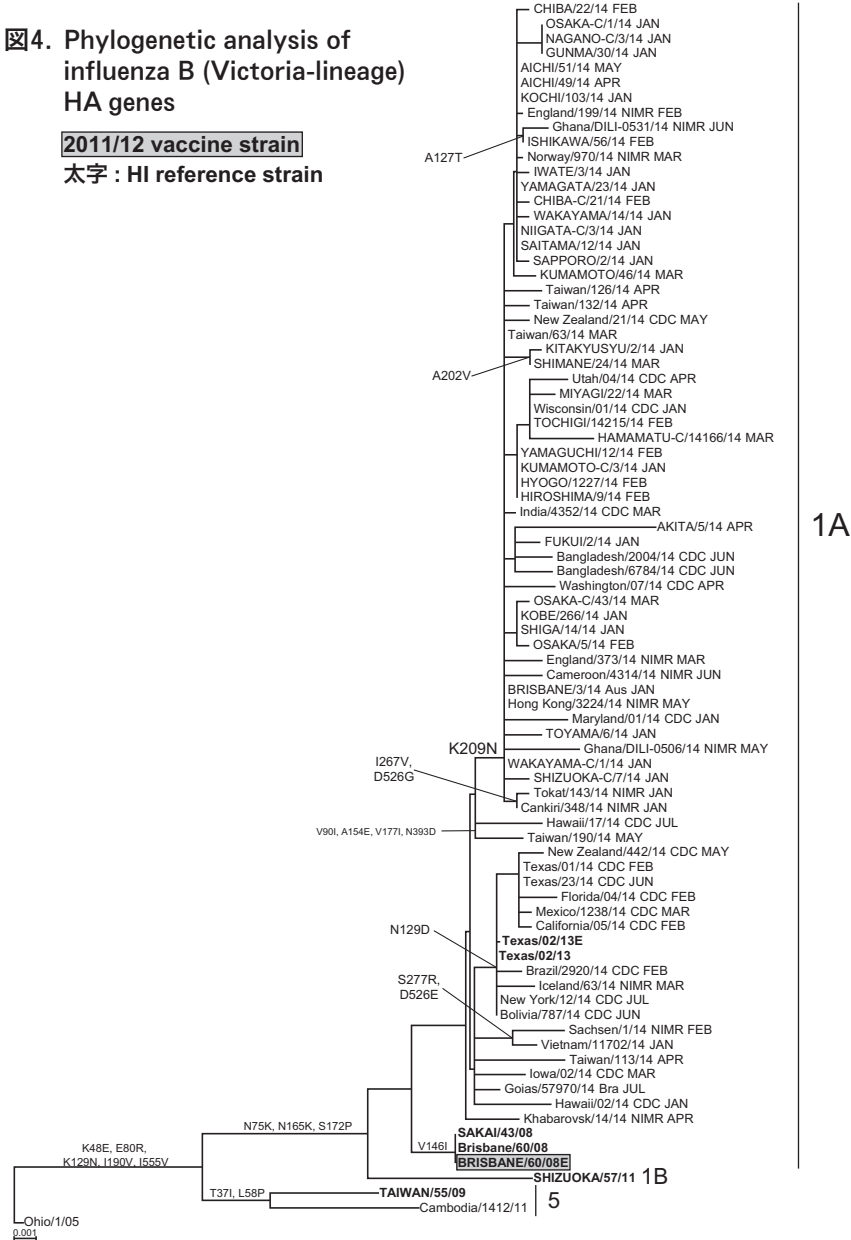 図4. Phylogenetic analysis of
influenza B (Victoria-lineage)
HA genes
2011/12 vaccine strain
太字 : HI reference strain
CHIBA/22/14 FEB
OSAKA-C/1/14 JAN
NAGANO-C/3/14 JAN
GUNMA/30/14 JAN
AICHI/51/14 MAY
AICHI/49/14 APR
KOCHI/103/14 JAN
England/199/14 NIMR FEB
Ghana/DILI-0531/14 NIMR JUN
ISHIKAWA/56/14 FEB
A127T
Norway/970/14 NIMR MAR
IWATE/3/14 JAN
YAMAGATA/23/14 JAN
CHIBA-C/21/14 FEB
WAKAYAMA/14/14 JAN
NIIGATA-C/3/14 JAN
SAITAMA/12/14 JAN
SAPPORO/2/14 JAN
KUMAMOTO/46/14 MAR
Taiwan/126/14 APR
Taiwan/132/14 APR
New Zealand/21/14 CDC MAY
Taiwan/63/14 MAR
KITAKYUSYU/2/14 JAN
SHIMANE/24/14 MAR
A202V
Utah/04/14 CDC APR
MIYAGI/22/14 MAR
Wisconsin/01/14 CDC JAN
TOCHIGI/14215/14 FEB
HAMAMATU-C/14166/14 MAR
YAMAGUCHI/12/14 FEB
KUMAMOTO-C/3/14 JAN
HYOGO/1227/14 FEB
HIROSHIMA/9/14 FEB
India/4352/14 CDC MAR
AKITA/5/14 APR
1A
FUKUI/2/14 JAN
Bangladesh/2004/14 CDC JUN
Bangladesh/6784/14 CDC JUN
Washington/07/14 CDC APR
OSAKA-C/43/14 MAR
KOBE/266/14 JAN
SHIGA/14/14 JAN
OSAKA/5/14 FEB
England/373/14 NIMR MAR
Cameroon/4314/14 NIMR JUN
BRISBANE/3/14 Aus JAN
Hong Kong/3224/14 NIMR MAY
Maryland/01/14 CDC JAN
TOYAMA/6/14 JAN
K209N
Ghana/DILI-0506/14 NIMR MAY
WAKAYAMA-C/1/14 JAN
I267V,
D526G
SHIZUOKA-C/7/14 JAN
Tokat/143/14 NIMR JAN
Cankiri/348/14 NIMR JAN
Hawaii/17/14 CDC JUL
V90I, A154E, V177I, N393D
Taiwan/190/14 MAY
New Zealand/442/14 CDC MAY
Texas/01/14 CDC FEB
Texas/23/14 CDC JUN
Florida/04/14 CDC FEB
Mexico/1238/14 CDC MAR
California/05/14 CDC FEB
N129D
Texas/02/13E
Texas/02/13
Brazil/2920/14 CDC FEB
S277R,
D526E
Iceland/63/14 NIMR MAR
New York/12/14 CDC JUL
Bolivia/787/14 CDC JUN
Sachsen/1/14 NIMR FEB
Vietnam/11702/14 JAN
Taiwan/113/14 APR
Iowa/02/14 CDC MAR
Goias/57970/14 Bra JUL
Hawaii/02/14 CDC JAN
Khabarovsk/14/14 NIMR APR
N75K, N165K, S172P
SAKAI/43/08
V146I
Brisbane/60/08
BRISBANE/60/08E
K48E, E80R,
K129N, I190V, I555V
SHIZUOKA/57/11 1B
T37I, L58P
TAIWAN/55/09
5
Cambodia/1412/11
Ohio/1/05
0.001